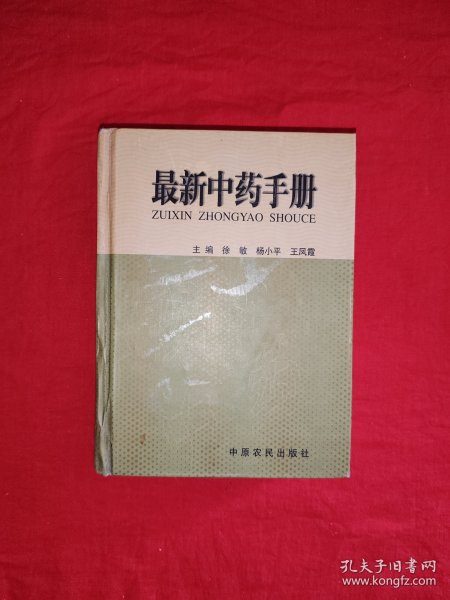 最新中药手册
ZUIXIN ZHONGYAO SHOUCE
主编 徐 敏 杨小平 王凤霞
中原农民出版社
孔夫子旧书网
www.kongfz.com